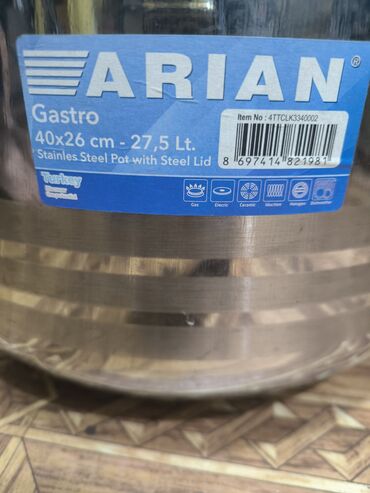 ARIAN®
Gastro
40x26 cm - 27,5 Lt.
Stainles Steel Pot with Steel Lid
Item No : 4TTCLK3340002
8 697414 821981
Turkey
Gas Electric Ceramic Induction Halogen Dishwasher